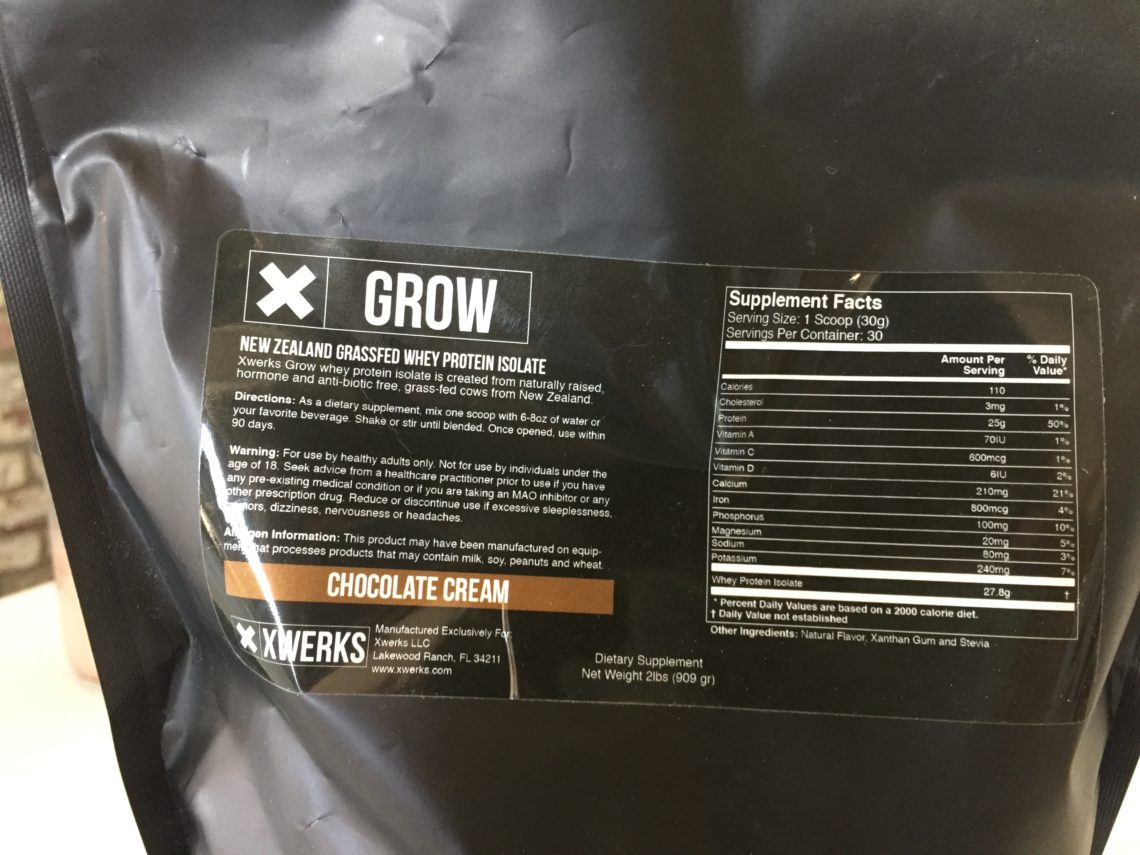 GROW
NEW ZEALAND GRASSFED WHEY PROTEIN ISOLATE
Xwerks Grow whey protein isolate is created from naturally raised,
hormone and anti-biotic free, grass-fed cows from New Zealand.
Directions: As a dietary supplement, mix one scoop with 6-8oz of water or
your favorite beverage. Shake or stir until blended. Once opened, use within
90 days.
Warning: For use by healthy adults only. Not for use by individuals under the
age of 18. Seek advice from a healthcare practitioner prior to use if you have
any pre-existing medical condition or if you are taking an MAO inhibitor or any
other prescription drug. Reduce or discontinue use if excessive sleeplessness,
dizziness, nervousness or headaches.
Allergen Information: This product may have been manufactured on equip-
ment that processes products that may contain milk, soy, peanuts and wheat.
CHOCOLATE CREAM
XWERKS
Manufactured Exclusively For:
Xwerks LLC
Lakewood Ranch, FL 34211
www.xwerks.com
Dietary Supplement
Net Weight 2lbs (909 gr)
Supplement Facts
Serving Size: 1 Scoop (30g)
Servings Per Container: 30
Amount Per Serving % Daily Value*
Calories 110
Cholesterol 3mg 1%
Protein 25g 50%
Vitamin A 70IU 1%
Vitamin C 600mcg 1%
Vitamin D 6IU 2%
Calcium 210mg 21%
Iron 800mcg 4%
Phosphorus 100mg 10%
Magnesium 20mg 5%
Sodium 80mg 3%
Potassium 240mg 7%
Whey Protein Isolate 27.8g †
* Percent Daily Values are based on a 2000 calorie diet.
† Daily Value not established
Other Ingredients: Natural Flavor, Xanthan Gum and Stevia